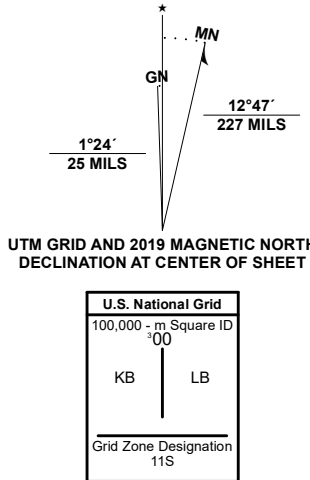 ★
MN
GN
12°47´
227 MILS
1°24´
25 MILS
UTM GRID AND 2019 MAGNETIC NORTH
DECLINATION AT CENTER OF SHEET
U.S. National Grid
100,000 - m Square ID
³00
KB LB
Grid Zone Designation
11S